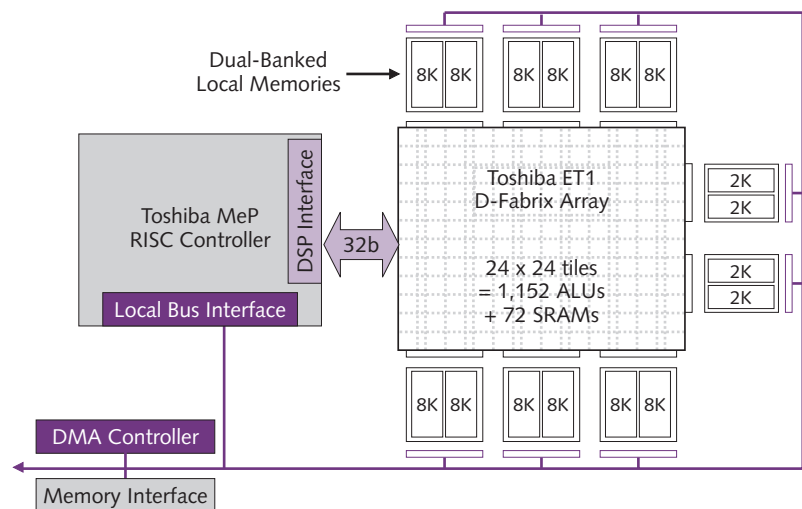 Dual-Banked
Local Memories
8K 8K 8K 8K 8K 8K
Toshiba MeP
RISC Controller
DSP Interface
32b
Local Bus Interface
Toshiba ET1
D-Fabrix Array
24 x 24 tiles
= 1,152 ALUs
+ 72 SRAMs
2K
2K
2K
2K
8K 8K 8K 8K 8K 8K
DMA Controller
Memory Interface